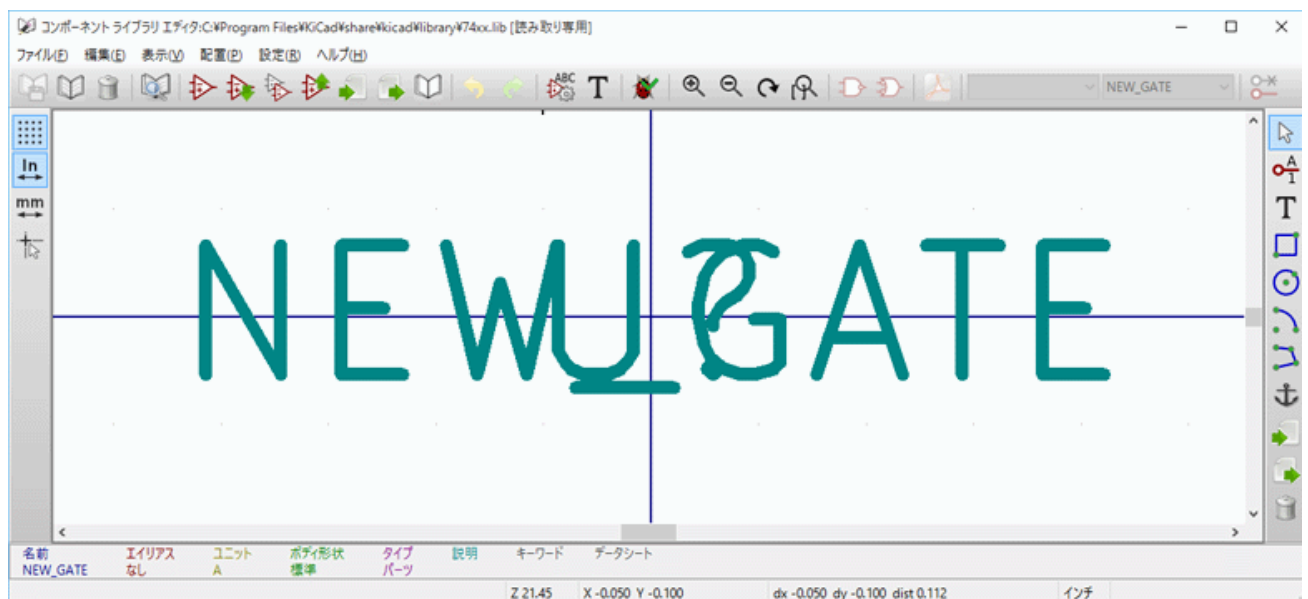 コンポーネント ライブラリ エディタ:C:¥Program Files¥KiCad¥share¥kicad¥library¥74xx.lib [読み取り専用]
ファイル(F) 編集(E) 表示(V) 配置(P) 設定(R) ヘルプ(H)
ABC T NEW_GATE
In
A
1
mm
T
NEW_GATE
U?
名前 エイリアス ユニット ボディ形状 タイプ 説明 キーワード データシート
NEW_GATE なし A 標準 パーツ
Z 21.45 X -0.050 Y -0.100 dx -0.050 dy -0.100 dist 0.112 インチ